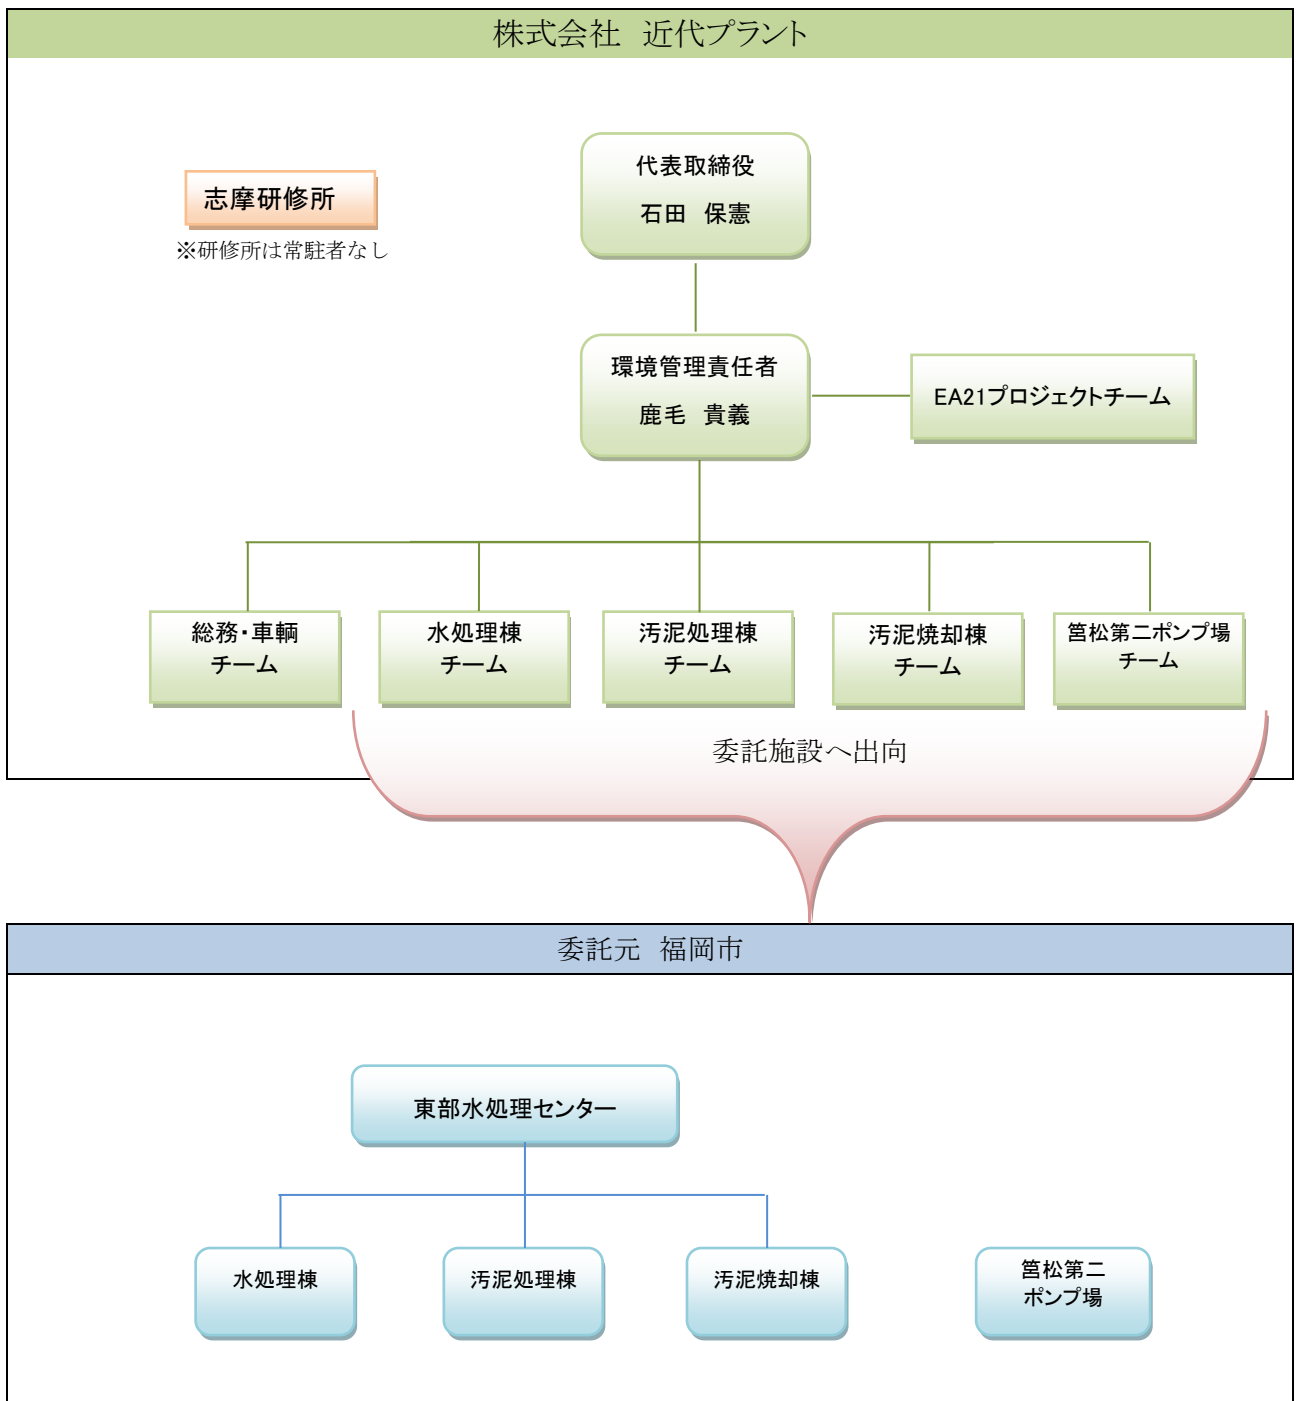 株式会社　近代プラント
代表取締役
石田　保憲
志摩研修所
※研修所は常駐者なし
環境管理責任者
鹿毛　貴義
EA21プロジェクトチーム
総務・車輌
チーム
水処理棟
チーム
汚泥処理棟
チーム
汚泥焼却棟
チーム
筥松第二ポンプ場
チーム
委託施設へ出向
委託元　福岡市
東部水処理センター
水処理棟
汚泥処理棟
汚泥焼却棟
筥松第二
ポンプ場